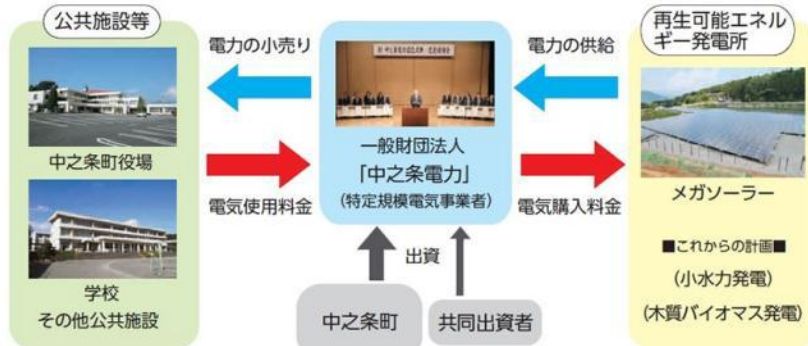 公共施設等
中之条町役場
学校
その他公共施設
電力の小売り
電気使用料金
一般財団法人
「中之条電力」
(特定規模電気事業者)
出資
中之条町
共同出資者
電力の供給
電気購入料金
再生可能エネル
ギー発電所
メガソーラー
■これからの計画■
(小水力発電)
(木質バイオマス発電)